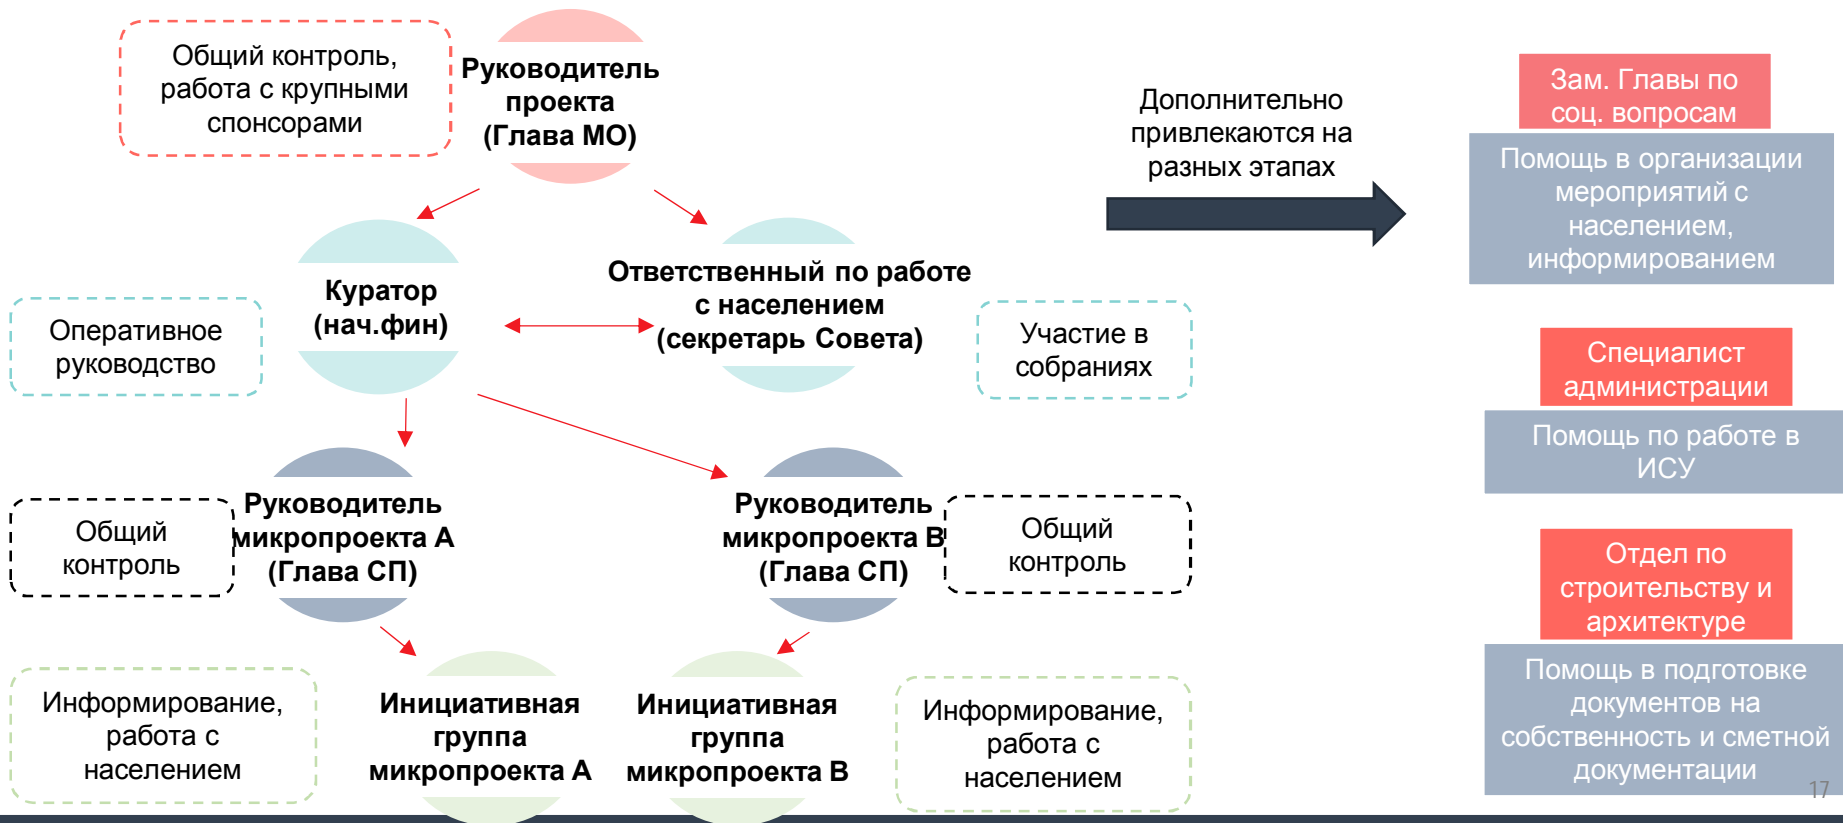 Общий контроль,
работа с крупными
спонсорами
Руководитель
проекта
(Глава МО)
Дополнительно
привлекаются на
разных этапах
Зам. Главы по
соц. вопросам
Помощь в организации
мероприятий с
населением,
информированием
Куратор
(нач.фин)
Ответственный по работе
с населением
(секретарь Совета)
Оперативное
руководство
Участие в
собраниях
Специалист
администрации
Помощь по работе в
ИСУ
Общий
контроль
Руководитель
микропроекта А
(Глава СП)
Руководитель
микропроекта В
(Глава СП)
Общий
контроль
Отдел по
строительству и
архитектуре
Помощь в подготовке
документов на
собственность и сметной
документации
Информирование,
работа с
населением
Инициативная
группа
микропроекта А
Инициативная
группа
микропроекта В
Информирование,
работа с
населением
17